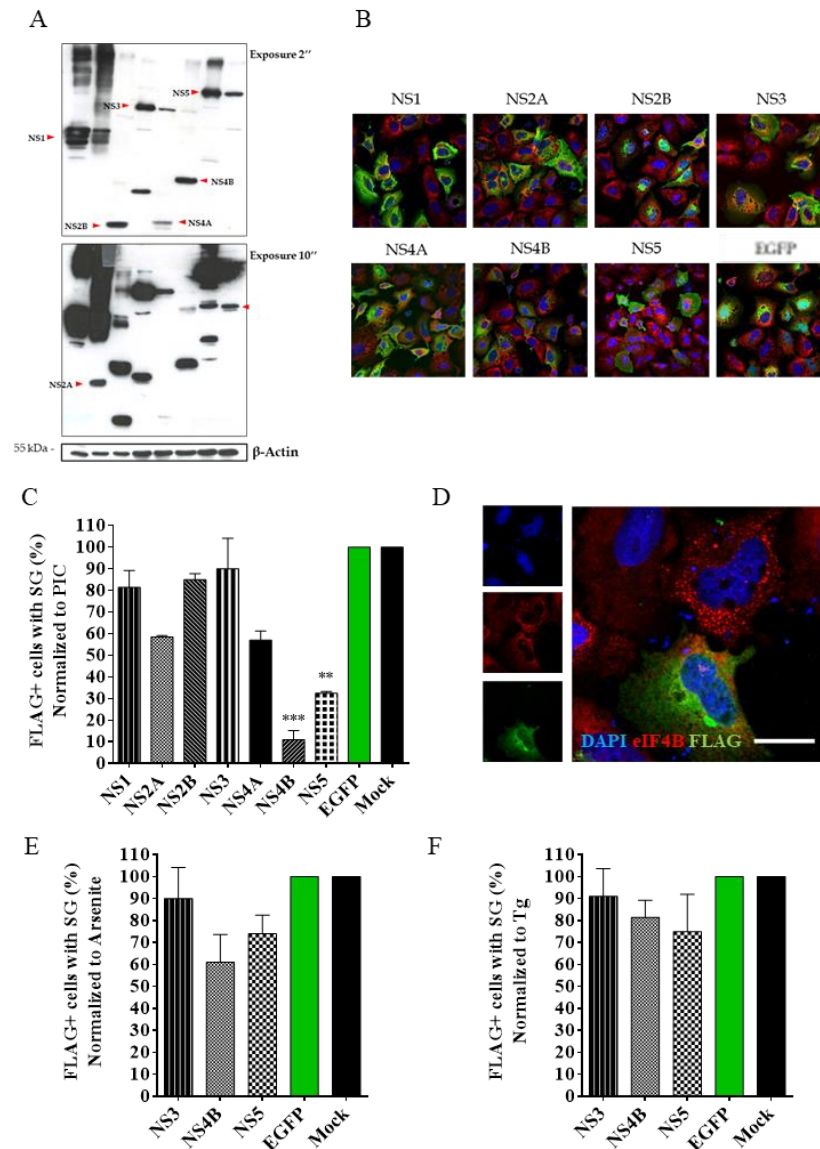 A
B
Exposure 2″
NS5
NS3
NS1
NS4B
NS2B
NS4A
Exposure 10″
NS2A
55 kDa -
β-Actin
NS1 NS2A NS2B NS3
NS4A NS4B NS5 EGFP
C
FLAG+ cells with SG (%)
Normalized to PIC
110
100
90
80
70
60
50
40
30
20
10
0
***
**
NS1 NS2A NS2B NS3 NS4A NS4B NS5 EGFP Mock
D
DAPI eIF4B FLAG
E
FLAG+ cells with SG (%)
Normalized to Arsenite
110
100
90
80
70
60
50
40
30
20
10
0
NS3 NS4B NS5 EGFP Mock
F
FLAG+ cells with SG (%)
Normalized to Tg
110
100
90
80
70
60
50
40
30
20
10
0
NS3 NS4B NS5 EGFP Mock